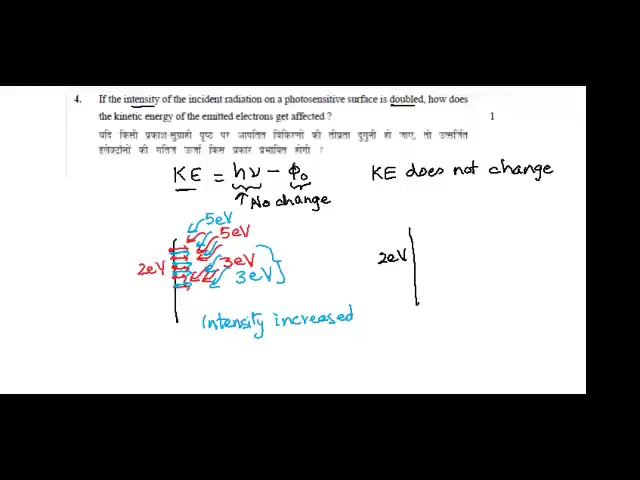 4. If the intensity of the incident radiation on a photosensitive surface is doubled, how does
the kinetic energy of the emitted electrons get affected ? 1
यदि किसी प्रकाश-सुग्राही पृष्ठ पर आपतित विकिरणों की तीव्रता दुगुनी हो जाए, तो उत्सर्जित
इलेक्ट्रॉनों की गतिज ऊर्जा किस प्रकार प्रभावित होगी ?
KE = hν − ϕ₀ KE does not change
↑ No change
5eV
5eV
2eV 3eV 2eV
3eV
Intensity increased